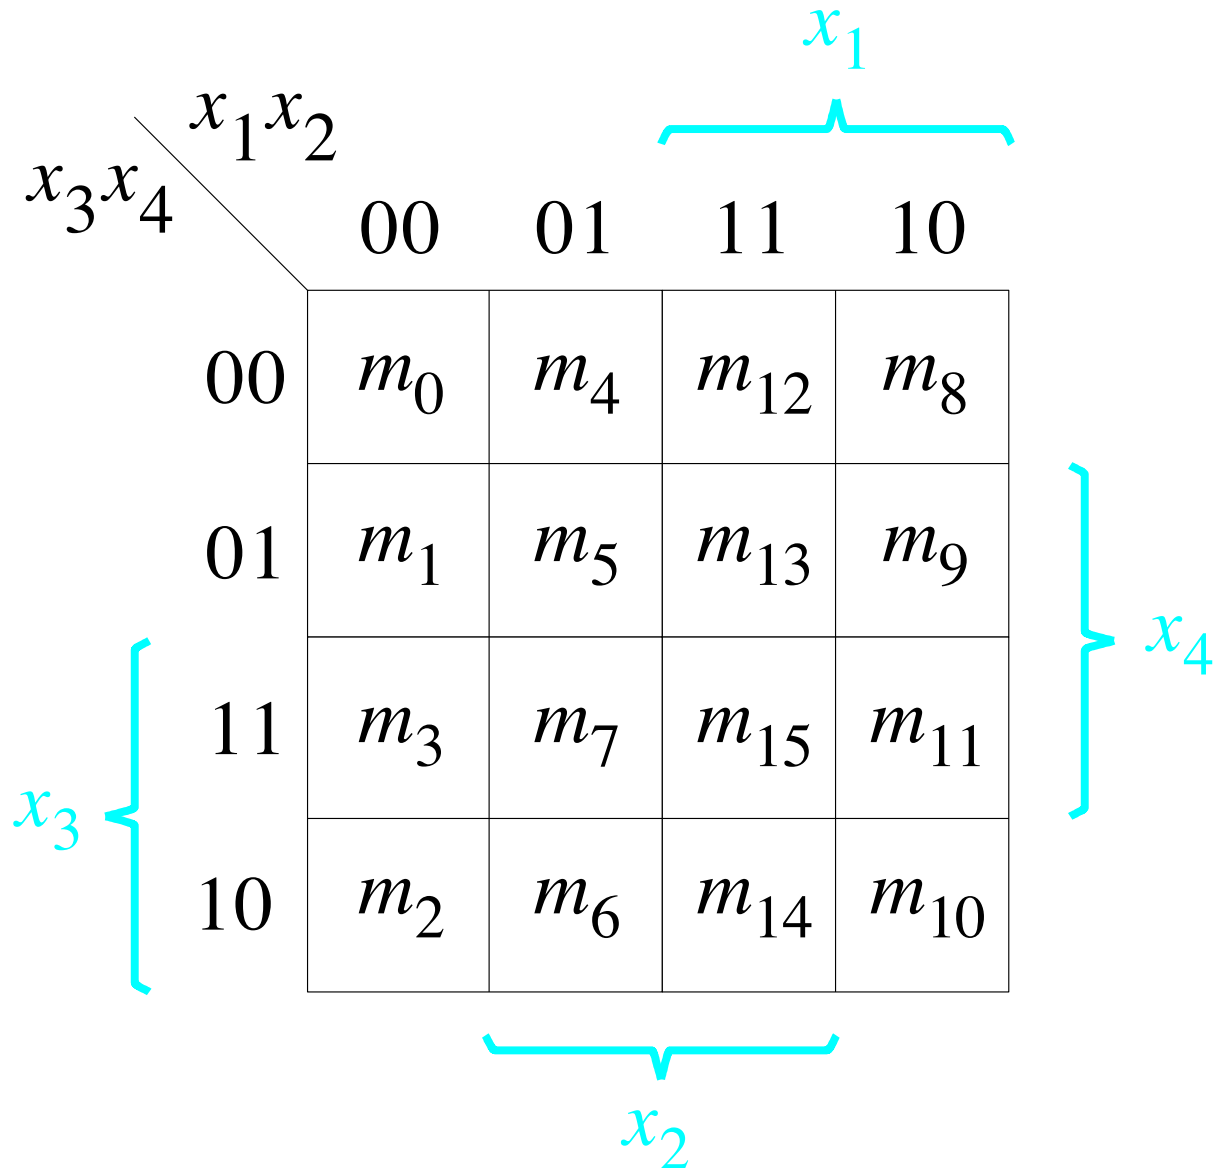 x₁
x₁x₂
x₃x₄
00 01 11 10
00 m₀ m₄ m₁₂ m₈
01 m₁ m₅ m₁₃ m₉
x₄
11 m₃ m₇ m₁₅ m₁₁
x₃
10 m₂ m₆ m₁₄ m₁₀
x₂